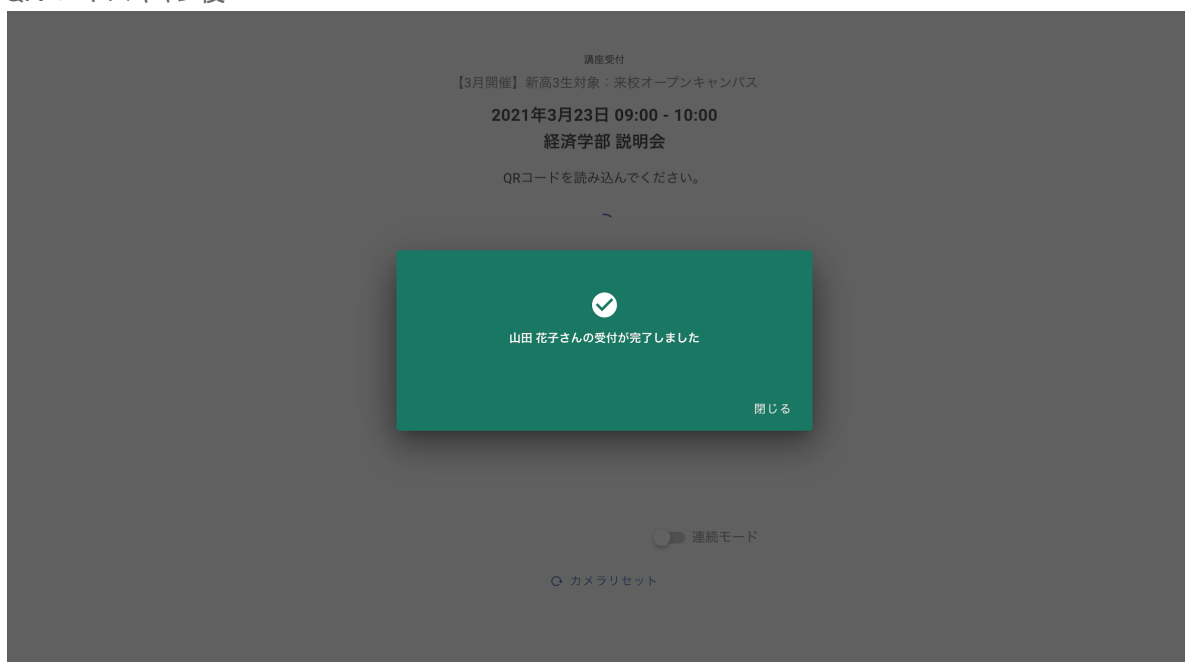 講座受付
【3月開催】新高3生対象：来校オープンキャンパス
2021年3月23日 09:00 - 10:00
経済学部 説明会
QRコードを読み込んでください。
山田 花子さんの受付が完了しました
閉じる
連続モード
カメラリセット